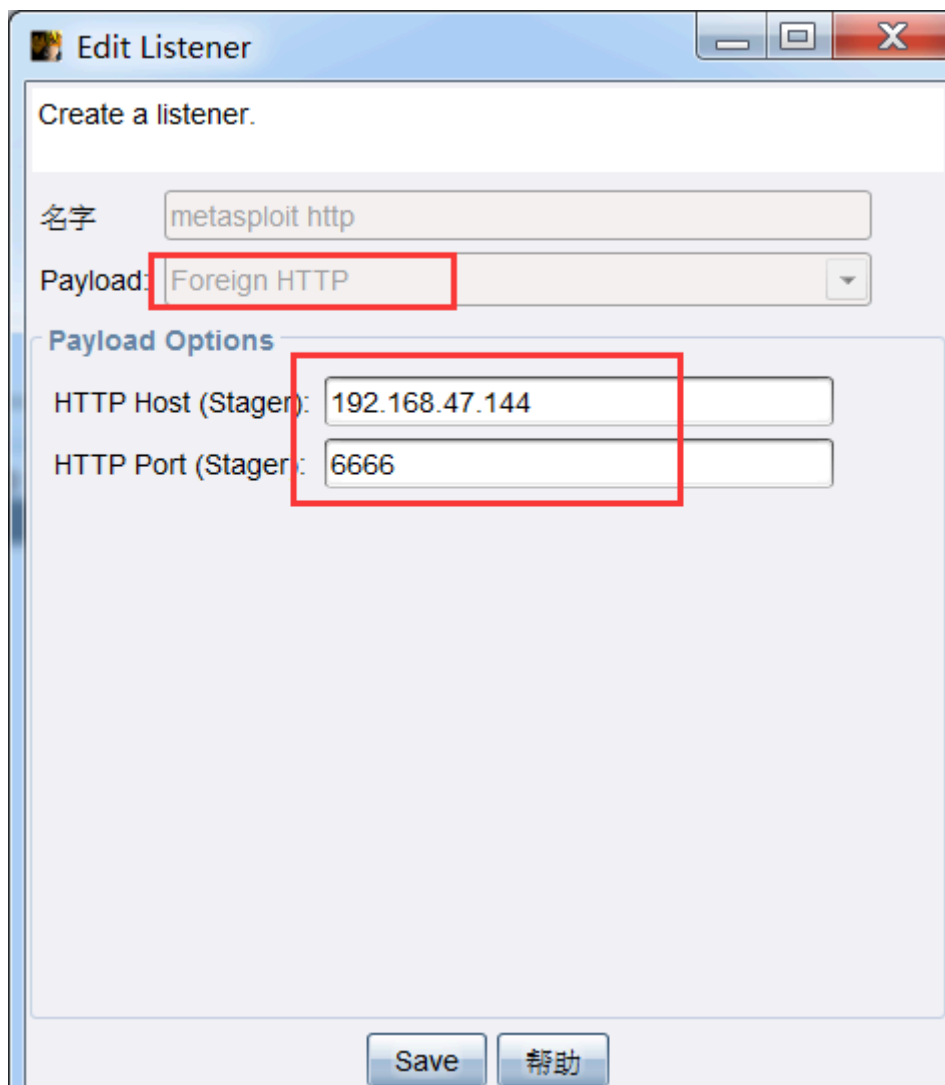 Edit Listener
Create a listener.
名字 metasploit http
Payload: Foreign HTTP
Payload Options
HTTP Host (Stager): 192.168.47.144
HTTP Port (Stager): 6666
Save 帮助